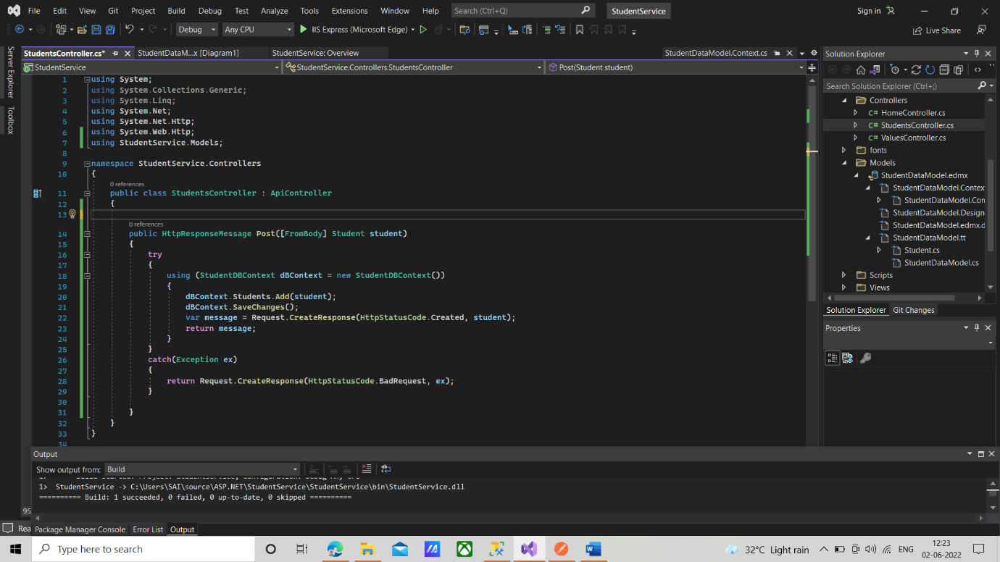 File Edit View Git Project Build Debug Test Analyze Tools Extensions Window Help Search (Ctrl+Q) StudentService Sign in
Debug Any CPU IIS Express (Microsoft Edge) Live Share
Server Explorer
Toolbox
StudentsController.cs* StudentDataM...x [Diagram1] StudentService: Overview StudentDataModel.Context.cs
StudentService StudentService.Controllers.StudentsController Post(Student student)
1 using System;
2 using System.Collections.Generic;
3 using System.Linq;
4 using System.Net;
5 using System.Net.Http;
6 using System.Web.Http;
7 using StudentService.Models;
8
9 namespace StudentService.Controllers
10 {
0 references
11 public class StudentsController : ApiController
12 {
13
0 references
14 public HttpResponseMessage Post([FromBody] Student student)
15 {
16 try
17 {
18 using (StudentDBContext dBContext = new StudentDBContext())
19 {
20 dBContext.Students.Add(student);
21 dBContext.SaveChanges();
22 var message = Request.CreateResponse(HttpStatusCode.Created, student);
23 return message;
24 }
25 }
26 catch(Exception ex)
27 {
28 return Request.CreateResponse(HttpStatusCode.BadRequest, ex);
29 }
30
31 }
32 }
33 }
34
Solution Explorer
Search Solution Explorer (Ctrl+;)
Controllers
C# HomeController.cs
C# StudentsController.cs
C# ValuesController.cs
fonts
Models
StudentDataModel.edmx
StudentDataModel.Contex
StudentDataModel.Con
StudentDataModel.Design
StudentDataModel.edmx.d
StudentDataModel.tt
Student.cs
StudentDataModel.cs
Scripts
Views
Solution Explorer Git Changes
Properties
Output
Show output from: Build
1> StudentService -> C:\Users\SAI\source\ASP.NET\StudentService\StudentService\bin\StudentService.dll
========== Build: 1 succeeded, 0 failed, 0 up-to-date, 0 skipped ==========
95
Rea Package Manager Console Error List Output
Type here to search 32°C Light rain ENG 12:23
02-06-2022